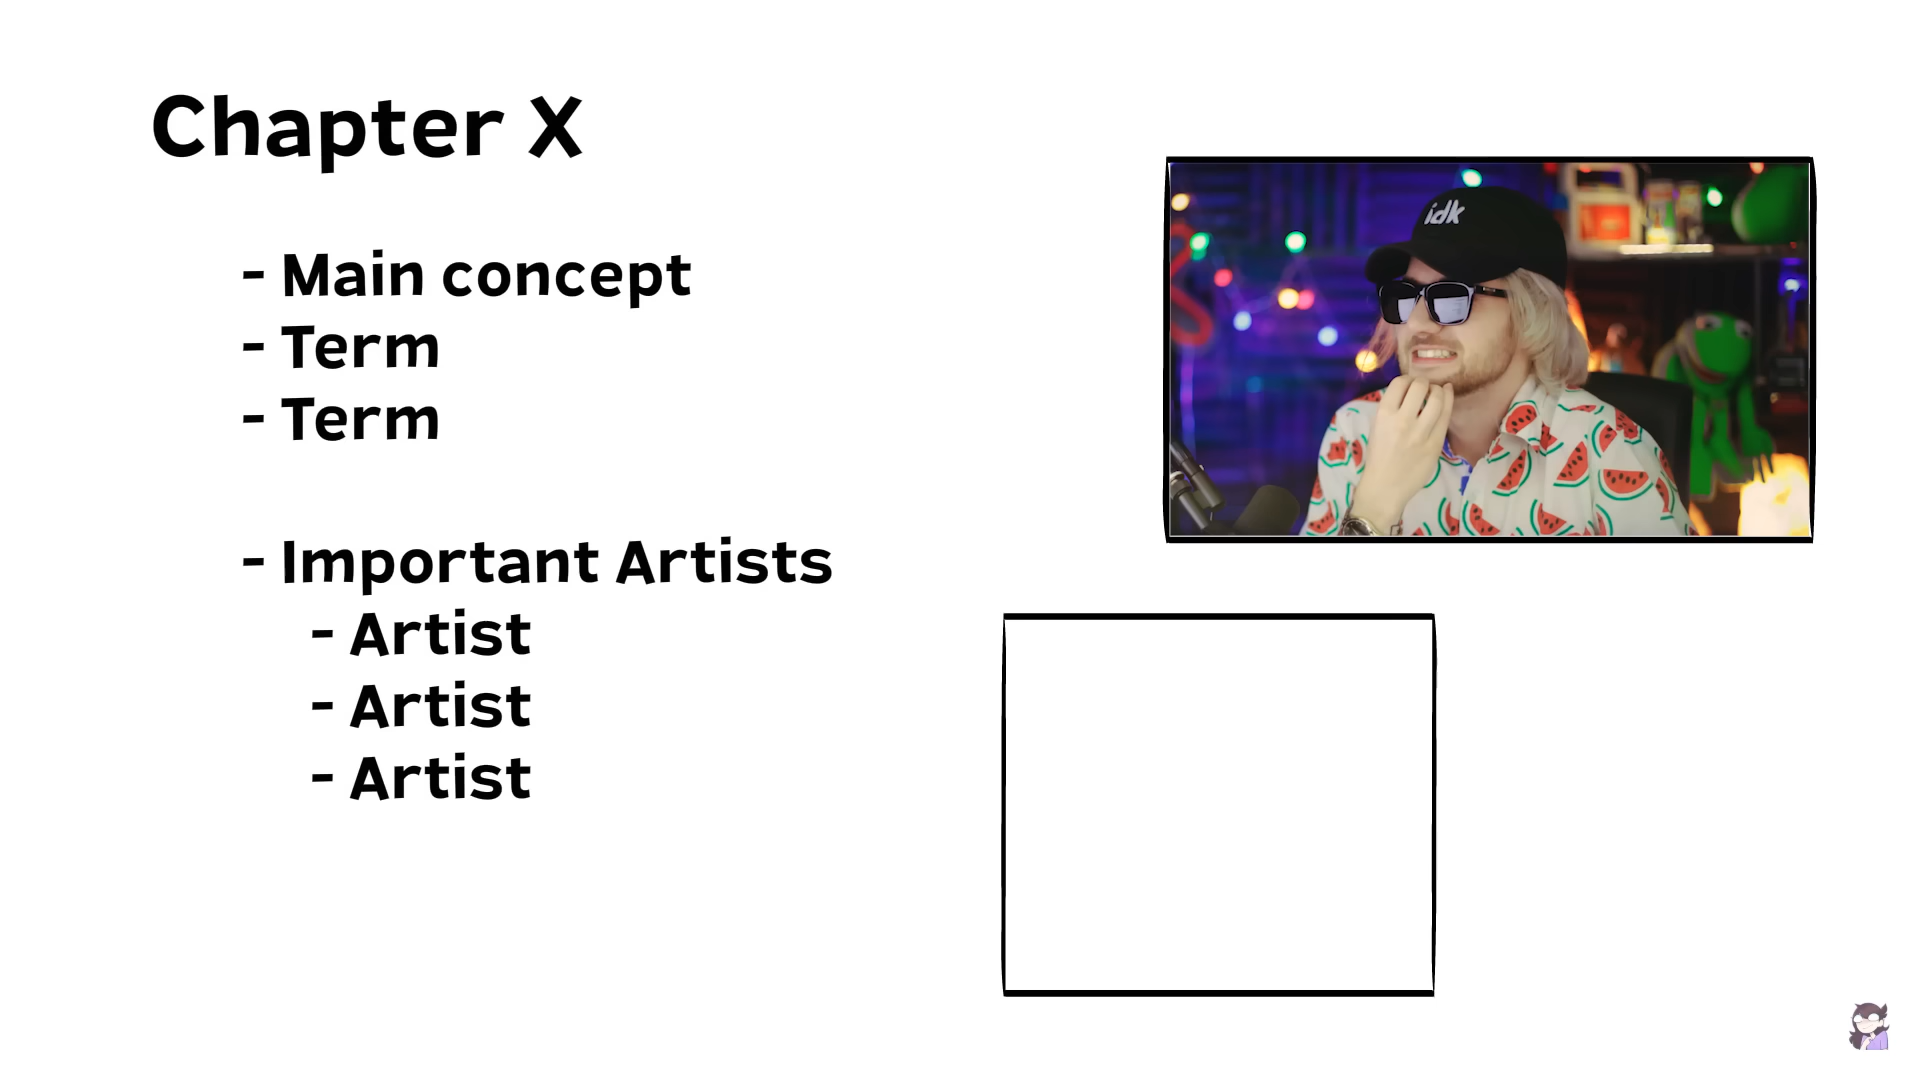 Chapter X
- Main concept
- Term
- Term
- Important Artists
- Artist
- Artist
- Artist
idk